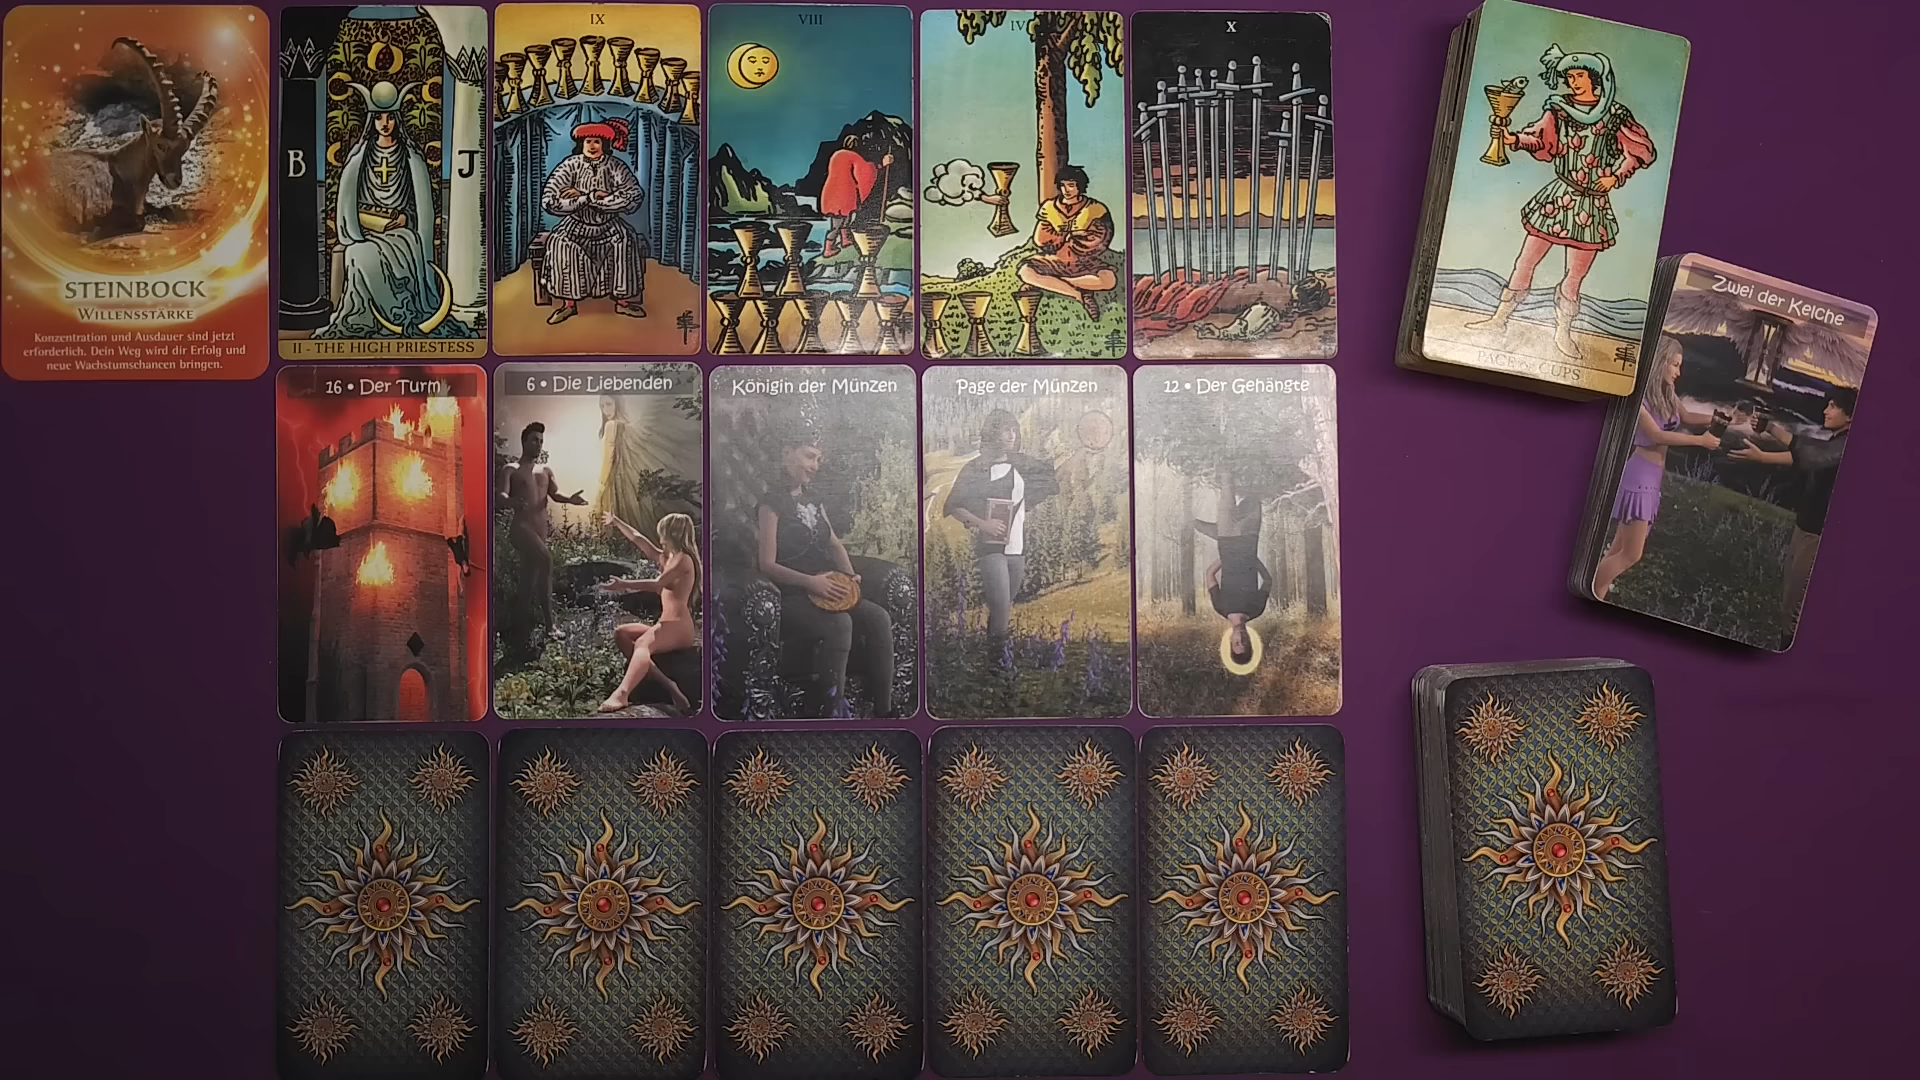 STEINBOCK
WILLENSSTÄRKE
Konzentration und Ausdauer sind jetzt
erforderlich. Dein Weg wird dir Erfolg und
neue Wachstumschancen bringen.
B
J
II - THE HIGH PRIESTESS
IX
VIII
IV
X
PAGE OF CUPS
Zwei der Kelche
16 • Der Turm
6 • Die Liebenden
Königin der Münzen
Page der Münzen
12 • Der Gehängte